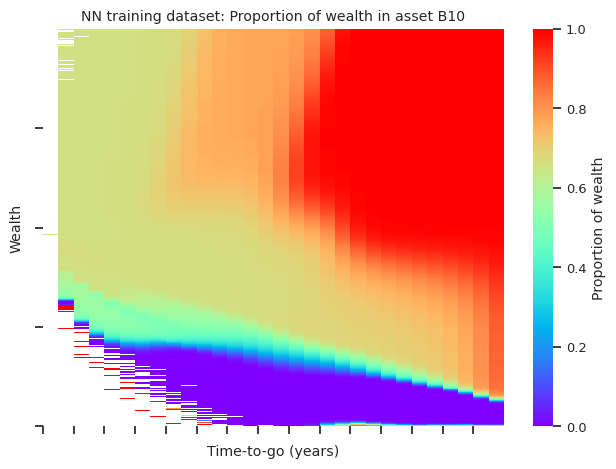 NN training dataset: Proportion of wealth in asset B10
Wealth
Time-to-go (years)
1.0
0.8
0.6
0.4
0.2
0.0
Proportion of wealth